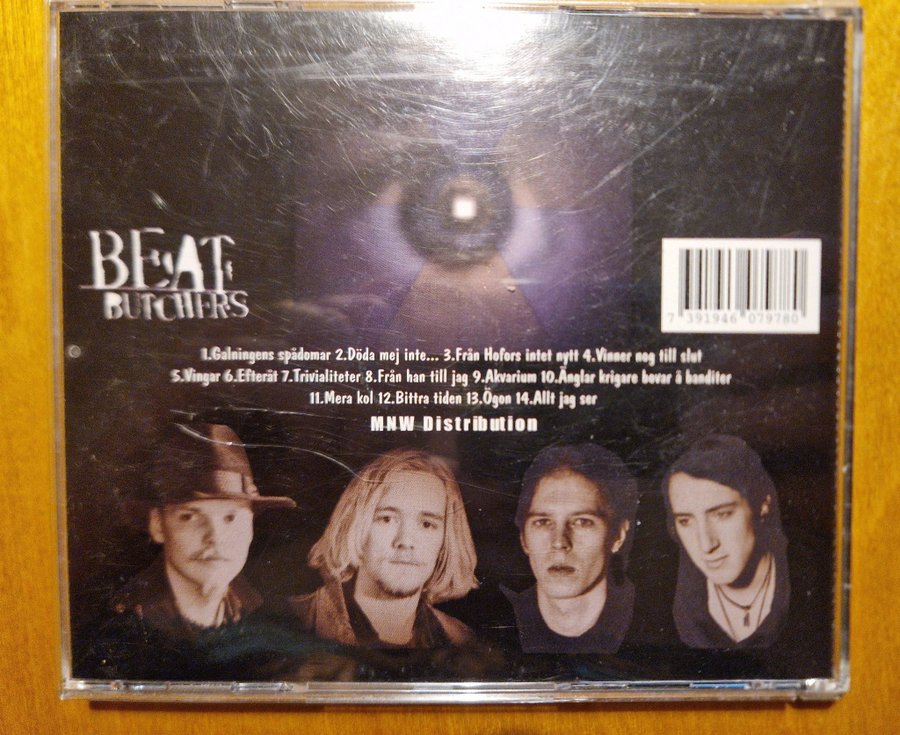 BEAT
BUTCHERS
7 391946 079780
1.Galningens spådomar 2.Döda mej inte... 3.Från Hofors intet nytt 4.Vinner nog till slut
5.Vingar 6.Efteråt 7.Trivialiteter 8.Från han till jag 9.Akvarium 10.Änglar krigare bovar å banditer
11.Mera kol 12.Bittra tiden 13.Ögon 14.Allt jag ser
MNW Distribution